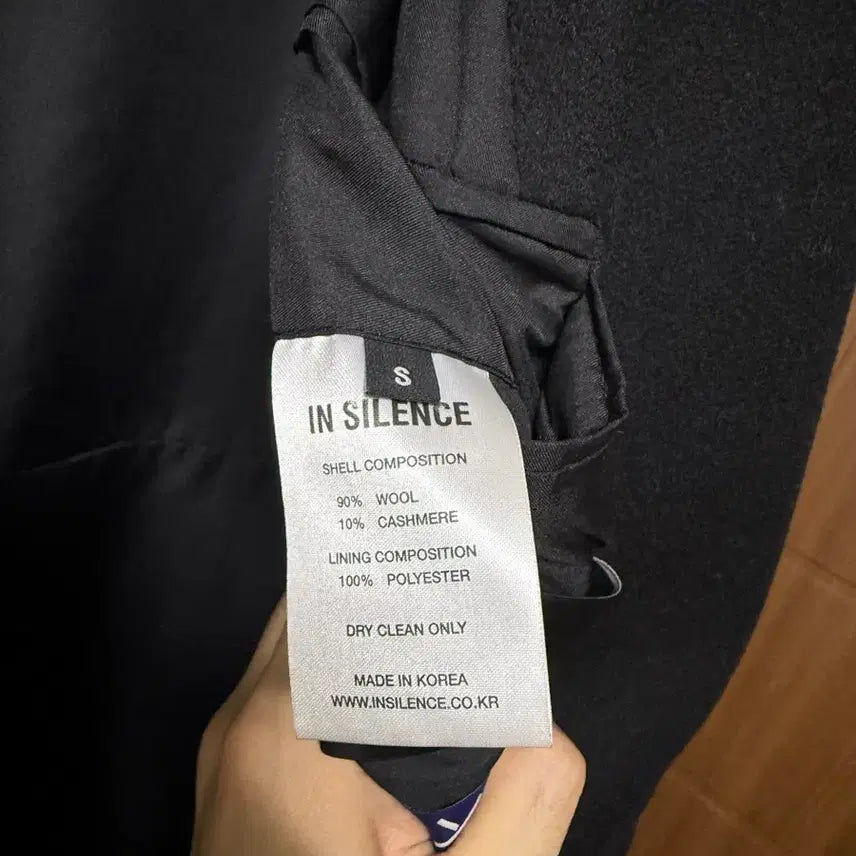 S
IN SILENCE
SHELL COMPOSITION
90% WOOL
10% CASHMERE
LINING COMPOSITION
100% POLYESTER
DRY CLEAN ONLY
MADE IN KOREA
WWW.INSILENCE.CO.KR